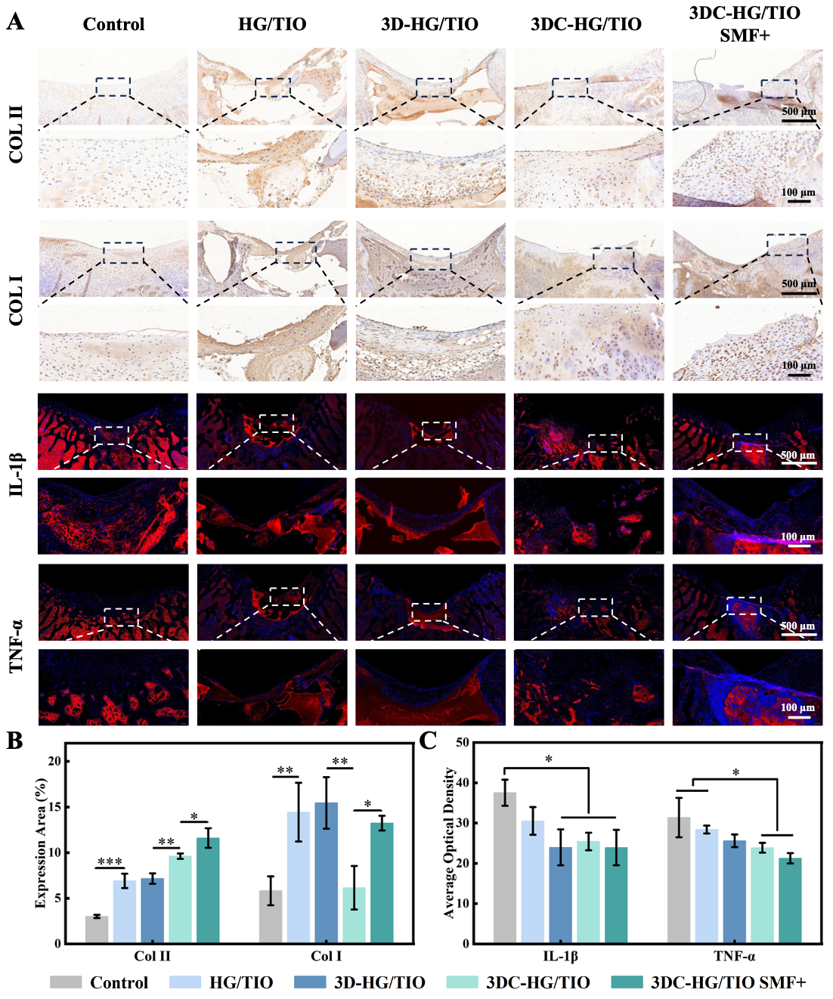 A
Control
HG/TIO
3D-HG/TIO
3DC-HG/TIO
3DC-HG/TIO
SMF+
COL II
500 μm
100 μm
COL I
500 μm
100 μm
IL-1β
500 μm
100 μm
TNF-α
500 μm
100 μm
B
Expression Area (%)
20
15
10
5
0
***
**
*
**
**
*
Col II
Col I
C
Average Optical Density
50
40
30
20
10
0
*
*
IL-1β
TNF-α
Control
HG/TIO
3D-HG/TIO
3DC-HG/TIO
3DC-HG/TIO SMF+